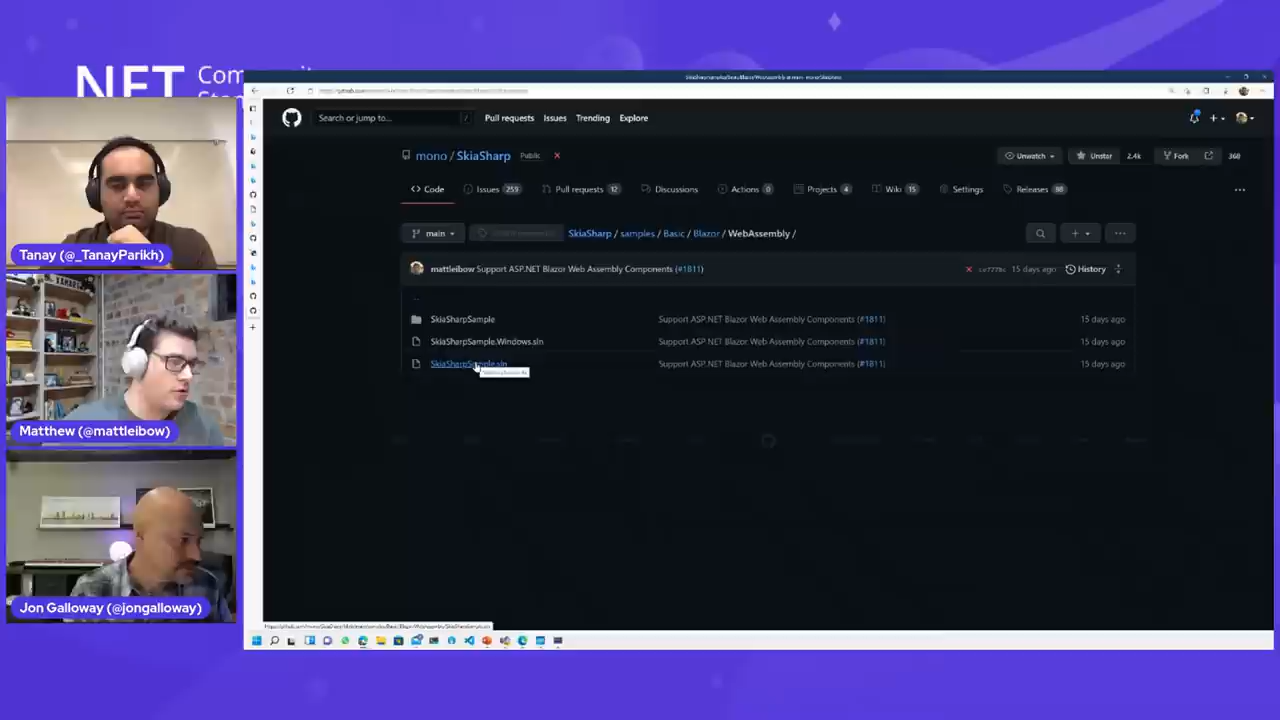 NET Com
Search or jump to...
/
Pull requests
Issues
Trending
Explore
mono / SkiaSharp
Public
Unwatch
Unstar
2.4k
Fork
360
Code
Issues 259
Pull requests 12
Discussions
Actions 0
Projects 4
Wiki 15
Settings
Releases 88
main
SkiaSharp / samples / Basic / Blazor / WebAssembly /
mattleibow Support ASP.NET Blazor Web Assembly Components (#1811)
15 days ago
History
SkiaSharpSample
Support ASP.NET Blazor Web Assembly Components (#1811)
15 days ago
SkiaSharpSample.Windows.sln
Support ASP.NET Blazor Web Assembly Components (#1811)
15 days ago
SkiaSharpSample.sln
Support ASP.NET Blazor Web Assembly Components (#1811)
15 days ago
Tanay (@_TanayParikh)
Matthew (@mattleibow)
Jon Galloway (@jongalloway)